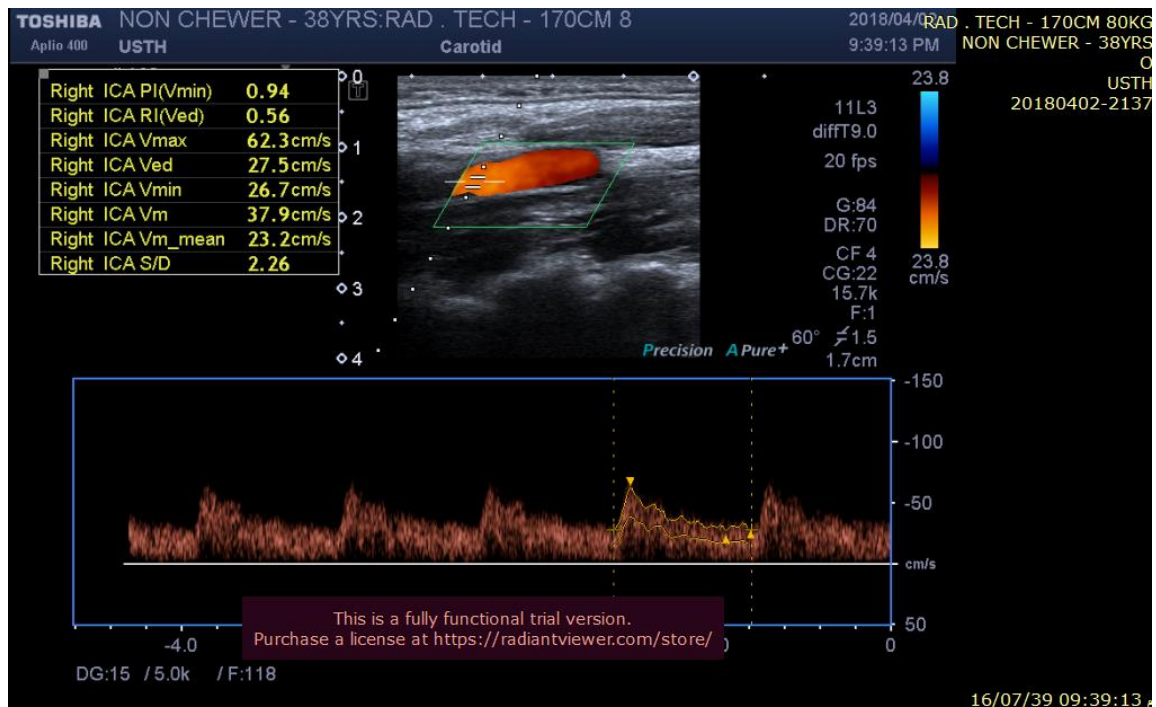 TOSHIBA NON CHEWER - 38YRS:RAD . TECH - 170CM 8 2018/04/02
Aplio 400 USTH Carotid 9:39:13 PM
RAD . TECH - 170CM 80KG
NON CHEWER - 38YRS
O
USTH
20180402-2137
Right ICA PI(Vmin) 0.94
Right ICA RI(Ved) 0.56
Right ICA Vmax 62.3cm/s
Right ICA Ved 27.5cm/s
Right ICA Vmin 26.7cm/s
Right ICA Vm 37.9cm/s
Right ICA Vm_mean 23.2cm/s
Right ICA S/D 2.26
0
1
2
3
4
T
11L3
diffT9.0
20 fps
G:84
DR:70
CF 4
CG:22
15.7k
F:1
60° 1.5
1.7cm
23.8
23.8
cm/s
Precision APure+
-150
-100
-50
cm/s
50
This is a fully functional trial version.
Purchase a license at https://radiantviewer.com/store/
-4.0
0
0
DG:15 /5.0k /F:118
16/07/39 09:39:13